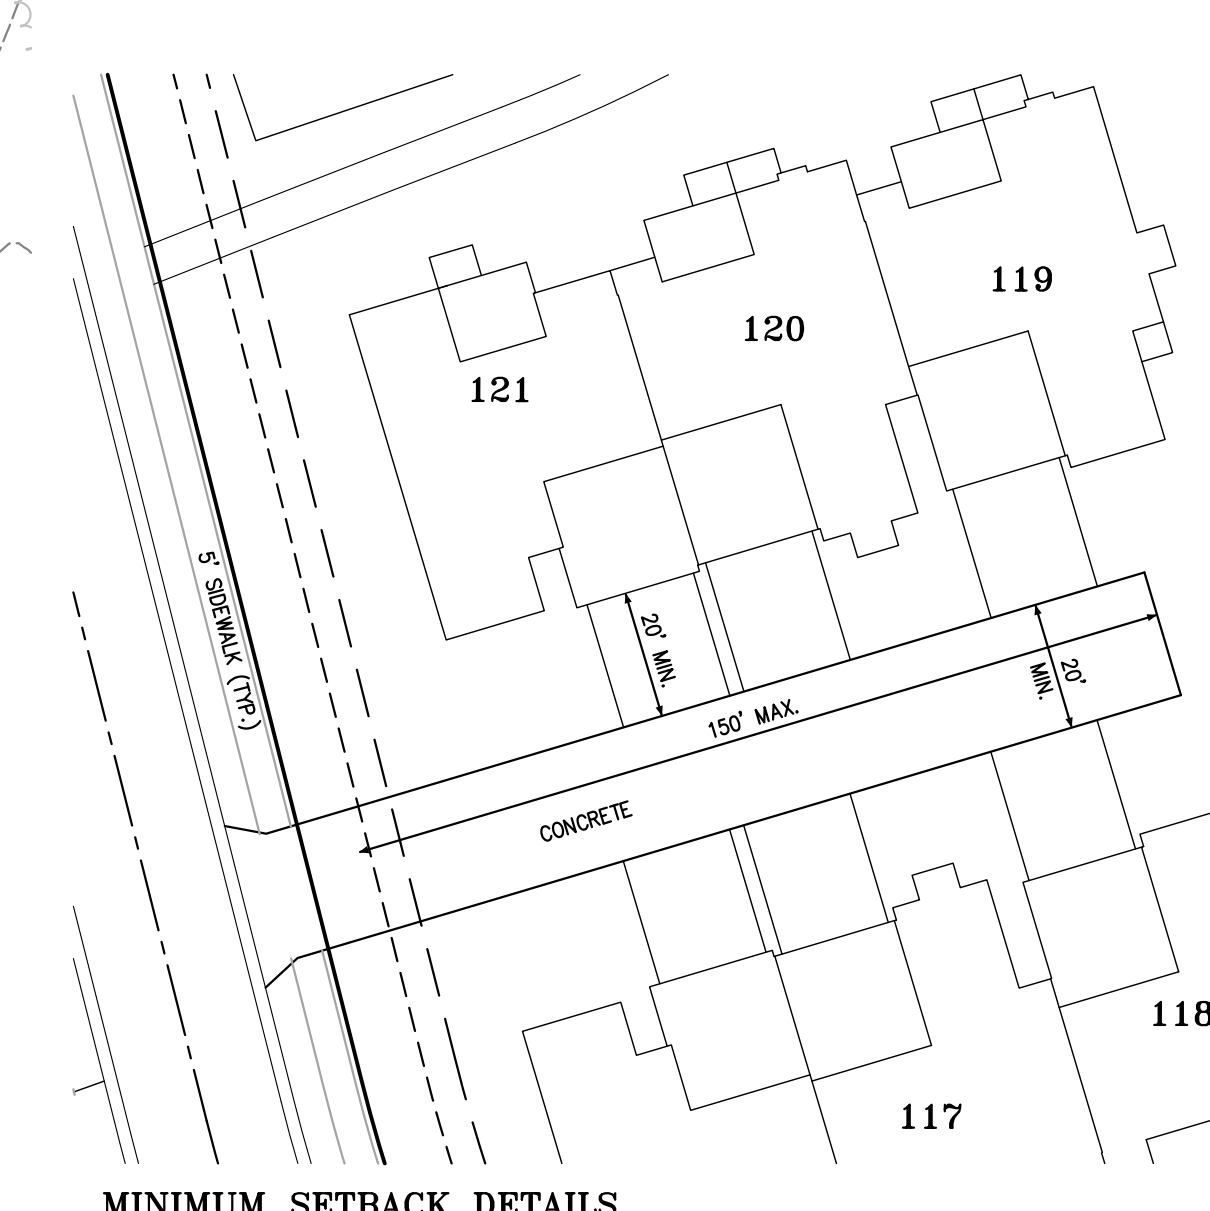 119
120
121
5' SIDEWALK (TYP.)
20' MIN.
20'
MIN.
150' MAX.
CONCRETE
118
117
MINIMUM SETBACK DETAILS